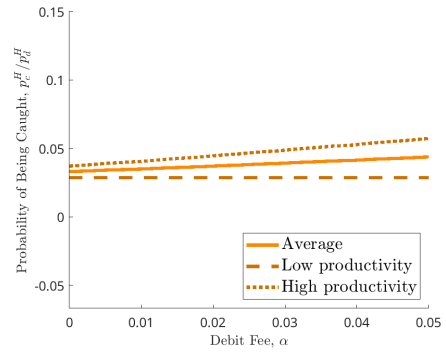 0.15
0.1
0.05
0
-0.05
Probability of Being Caught, $p_c^H/p_d^H$
Average
Low productivity
High productivity
0 0.01 0.02 0.03 0.04 0.05
Debit Fee, α